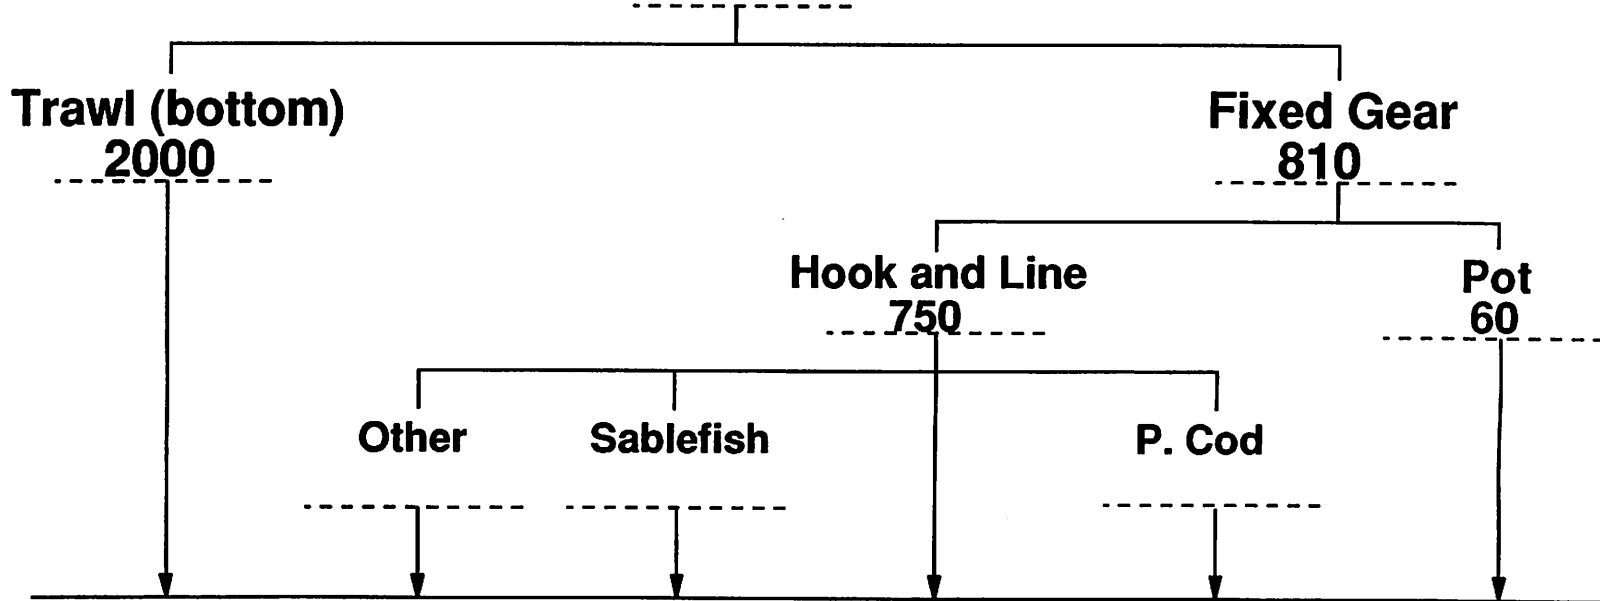 Trawl (bottom)
2000
Fixed Gear
810
Hook and Line
750
Pot
60
Other
Sablefish
P. Cod